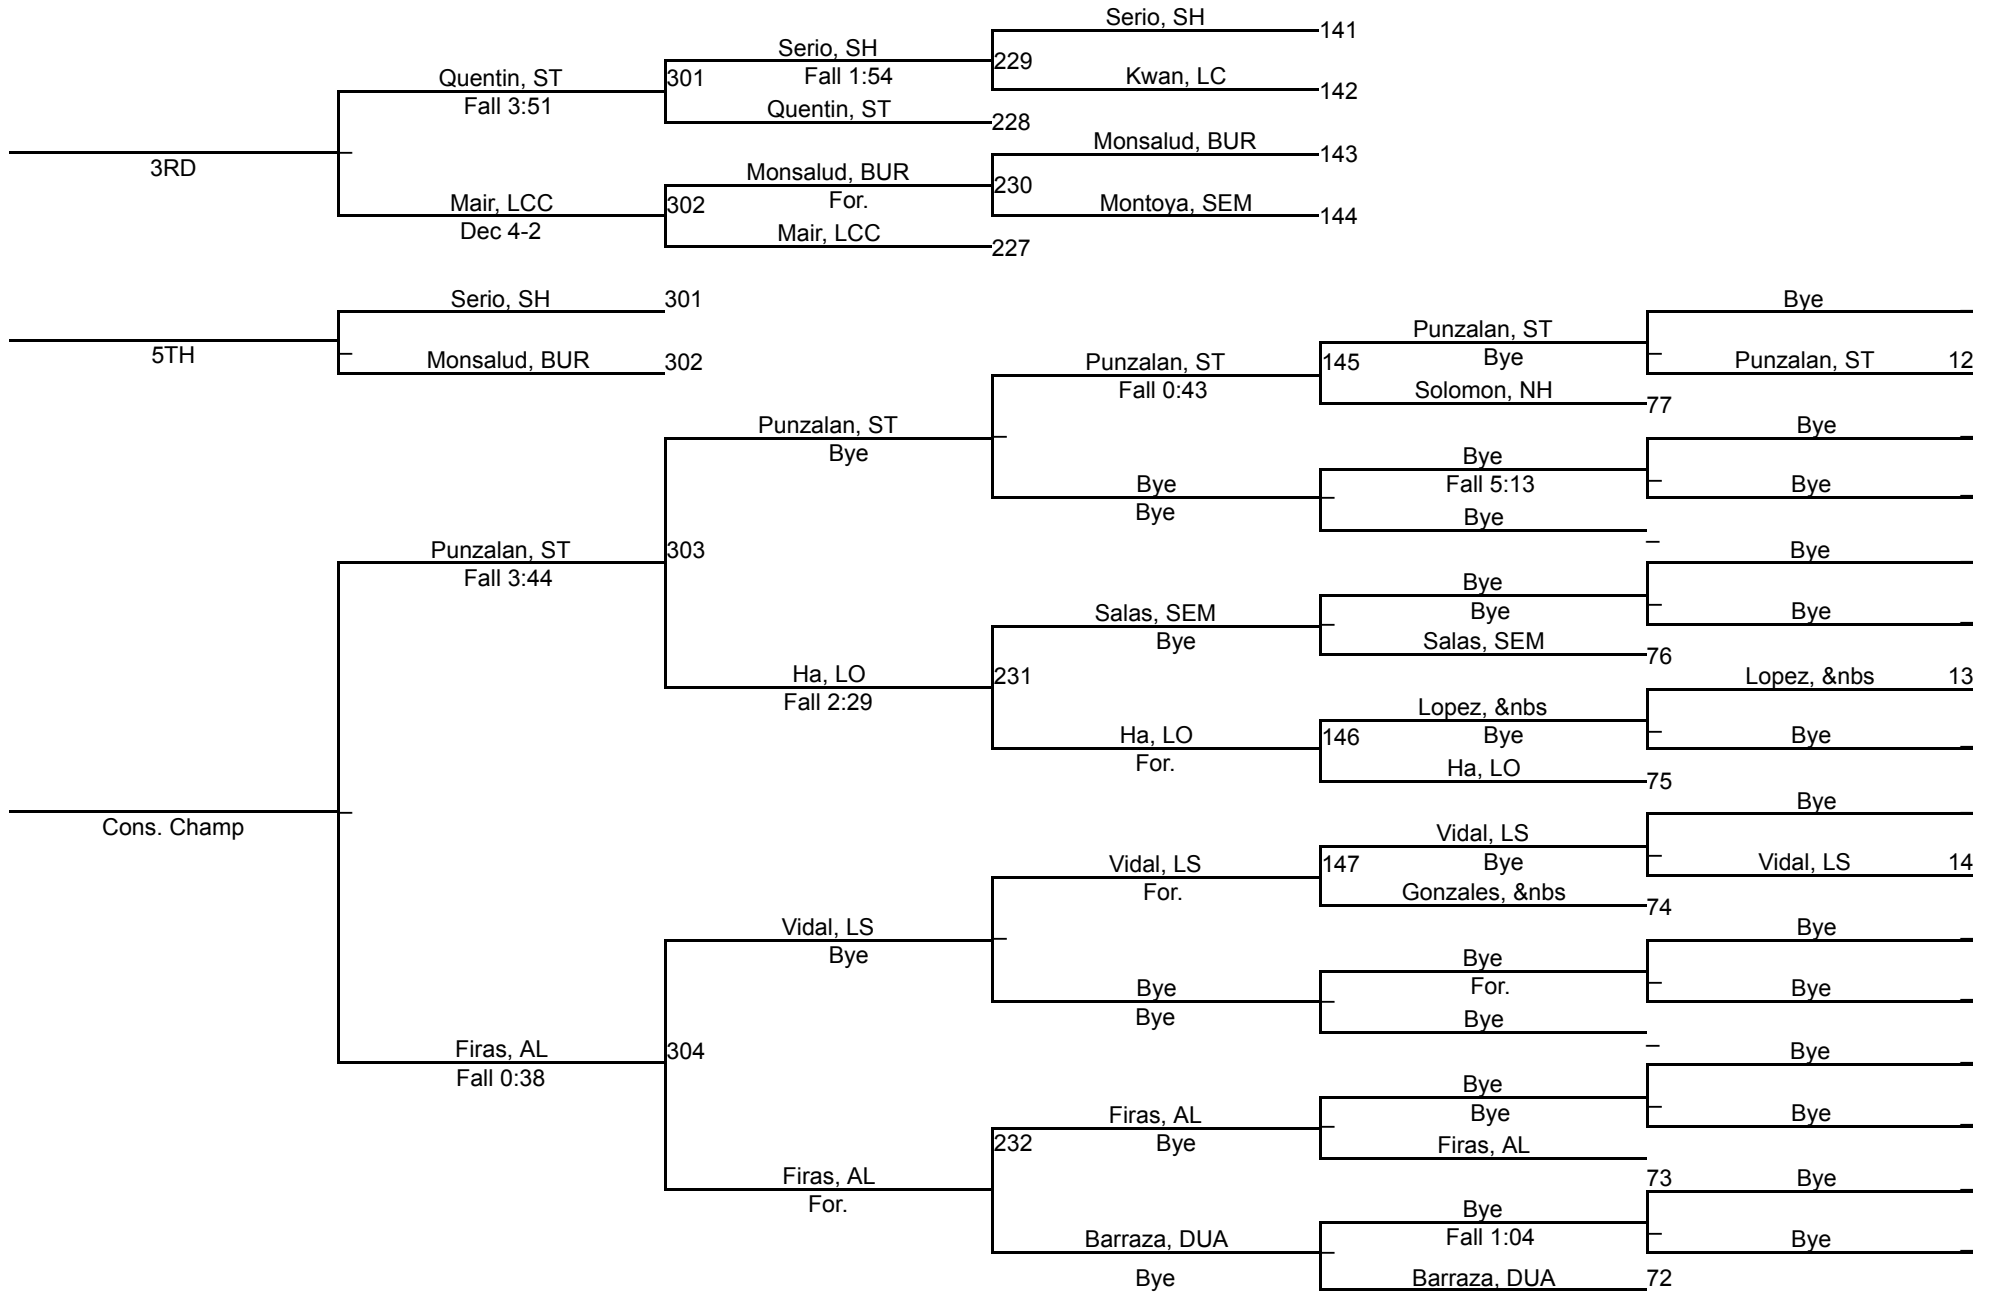 Serio, SH
141
Serio, SH
229
Fall 1:54
Kwan, LC
142
Quentin, ST
301
Fall 3:51
Quentin, ST
228
3RD
Monsalud, BUR
143
Monsalud, BUR
230
For.
Montoya, SEM
144
Mair, LCC
302
Dec 4-2
Mair, LCC
227
Serio, SH
301
5TH
Monsalud, BUR
302
Bye
Punzalan, ST
Bye
Punzalan, ST 12
Punzalan, ST
145
Fall 0:43
Solomon, NH
77
Punzalan, ST
Bye
Bye
Bye
Fall 5:13
Bye
Bye
Bye
Bye
Punzalan, ST
303
Fall 3:44
Bye
Bye
Bye
Bye
Salas, SEM
Bye
Salas, SEM
76
Ha, LO
231
Fall 2:29
Lopez, &nbs 13
Lopez, &nbs
Bye
Bye
Ha, LO
146
For.
Ha, LO
75
Cons. Champ
Bye
Vidal, LS
Bye
Vidal, LS 14
Vidal, LS
147
For.
Gonzales, &nbs
74
Vidal, LS
Bye
Bye
Bye
For.
Bye
Bye
Bye
Bye
Firas, AL
304
Fall 0:38
Bye
Bye
Bye
Bye
Firas, AL
232
Bye
Firas, AL
73
Firas, AL
For.
Bye
Bye
Fall 1:04
Bye
Barraza, DUA
Bye
Barraza, DUA
72